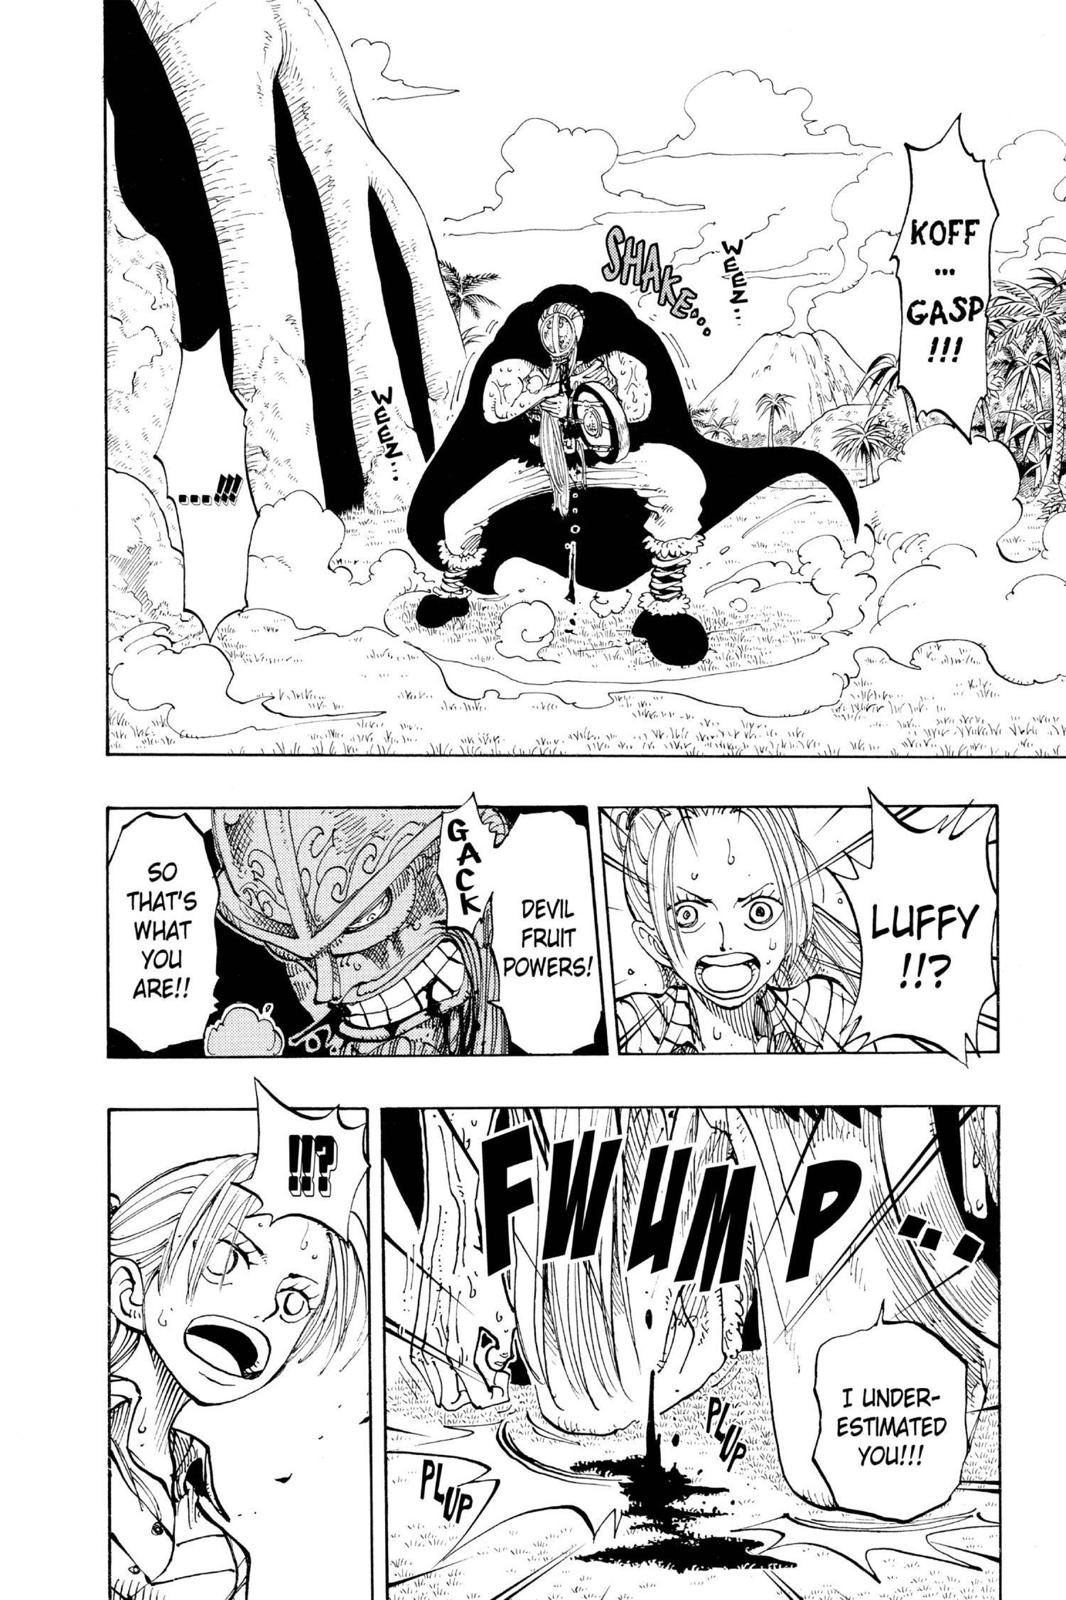 KOFF
...
GASP
!!!
WEEZ...
SHAKE...
WEEZ...
...!!!
LUFFY
!!?
DEVIL
FRUIT
POWERS!
GACK
SO
THAT'S
WHAT
YOU
ARE!!
FWUMP...
I UNDER-
ESTIMATED
YOU!!!
PLUP
PLUP
!!?